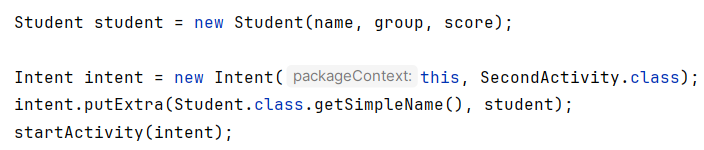 Student student = new Student(name, group, score);
Intent intent = new Intent( packageContext: this, SecondActivity.class);
intent.putExtra(Student.class.getSimpleName(), student);
startActivity(intent);